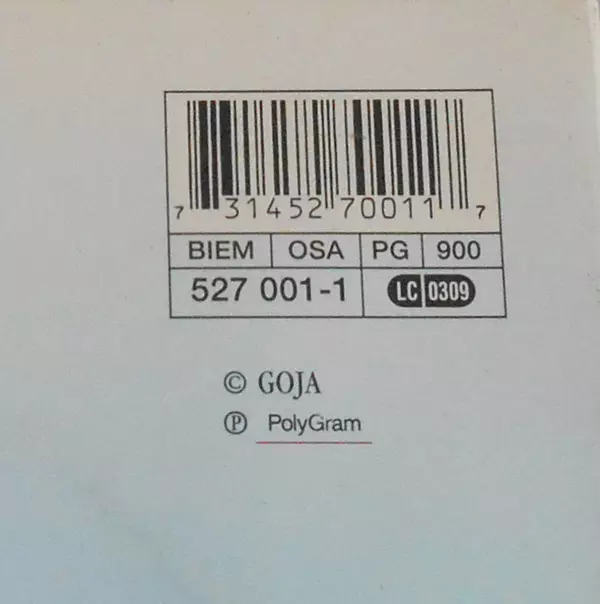 7 31452 70011 7
BIEM OSA PG 900
527 001-1 LC 0309
© GOJA
℗ PolyGram